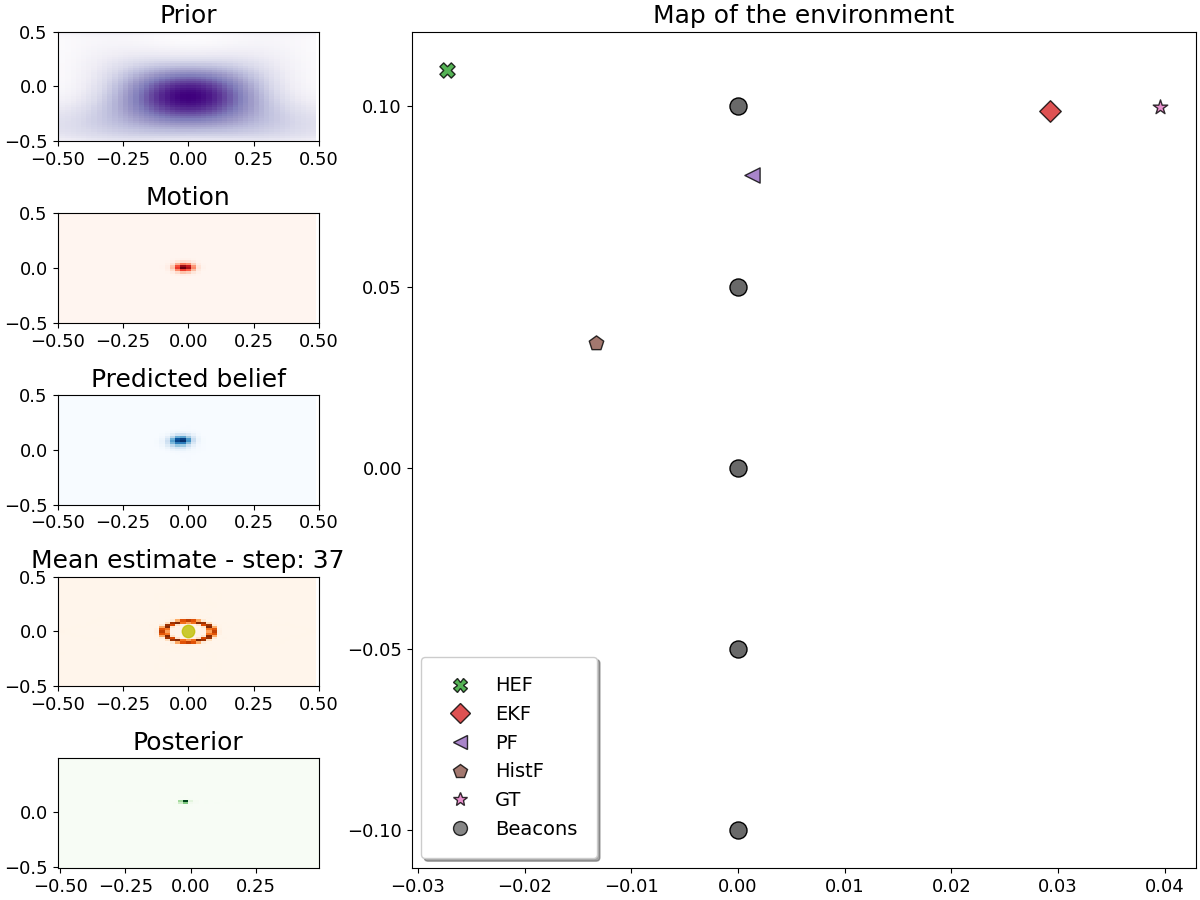 Prior
0.5
0.0
−0.5
−0.50 −0.25 0.00 0.25 0.50
Motion
0.5
0.0
−0.5
−0.50 −0.25 0.00 0.25 0.50
Predicted belief
0.5
0.0
−0.5
−0.50 −0.25 0.00 0.25 0.50
Mean estimate - step: 37
0.5
0.0
−0.5
−0.50 −0.25 0.00 0.25 0.50
Posterior
0.0
−0.5
−0.50 −0.25 0.00 0.25
Map of the environment
0.10
0.05
0.00
−0.05
−0.10
HEF
EKF
PF
HistF
GT
Beacons
−0.03 −0.02 −0.01 0.00 0.01 0.02 0.03 0.04